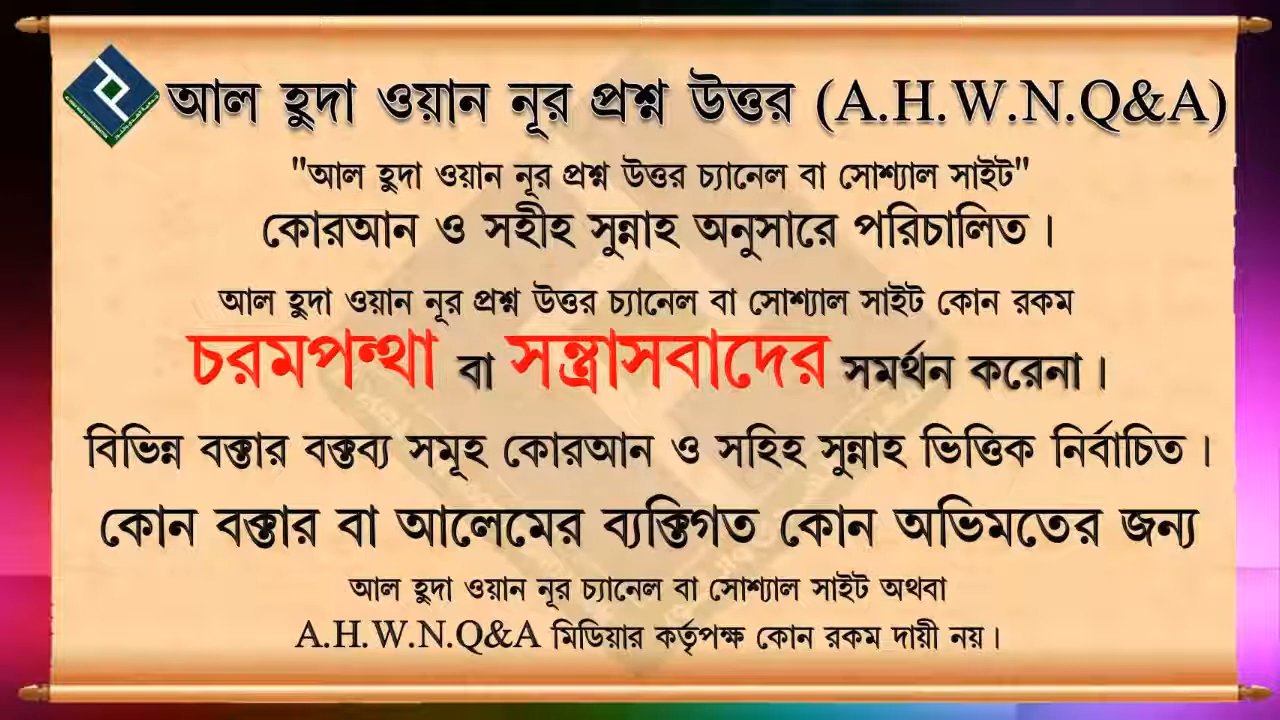 আল হুদা ওয়ান নূর প্রশ্ন উত্তর (A.H.W.N.Q&A)
"আল হুদা ওয়ান নূর প্রশ্ন উত্তর চ্যানেল বা সোশ্যাল সাইট"
কোরআন ও সহীহ সুন্নাহ অনুসারে পরিচালিত।
আল হুদা ওয়ান নূর প্রশ্ন উত্তর চ্যানেল বা সোশ্যাল সাইট কোন রকম
চরমপন্থা বা সন্ত্রাসবাদের সমর্থন করেনা।
বিভিন্ন বক্তার বক্তব্য সমূহ কোরআন ও সহিহ সুন্নাহ ভিত্তিক নির্বাচিত।
কোন বক্তার বা আলেমের ব্যক্তিগত কোন অভিমতের জন্য
আল হুদা ওয়ান নূর চ্যানেল বা সোশ্যাল সাইট অথবা
A.H.W.N.Q&A মিডিয়ার কর্তৃপক্ষ কোন রকম দায়ী নয়।